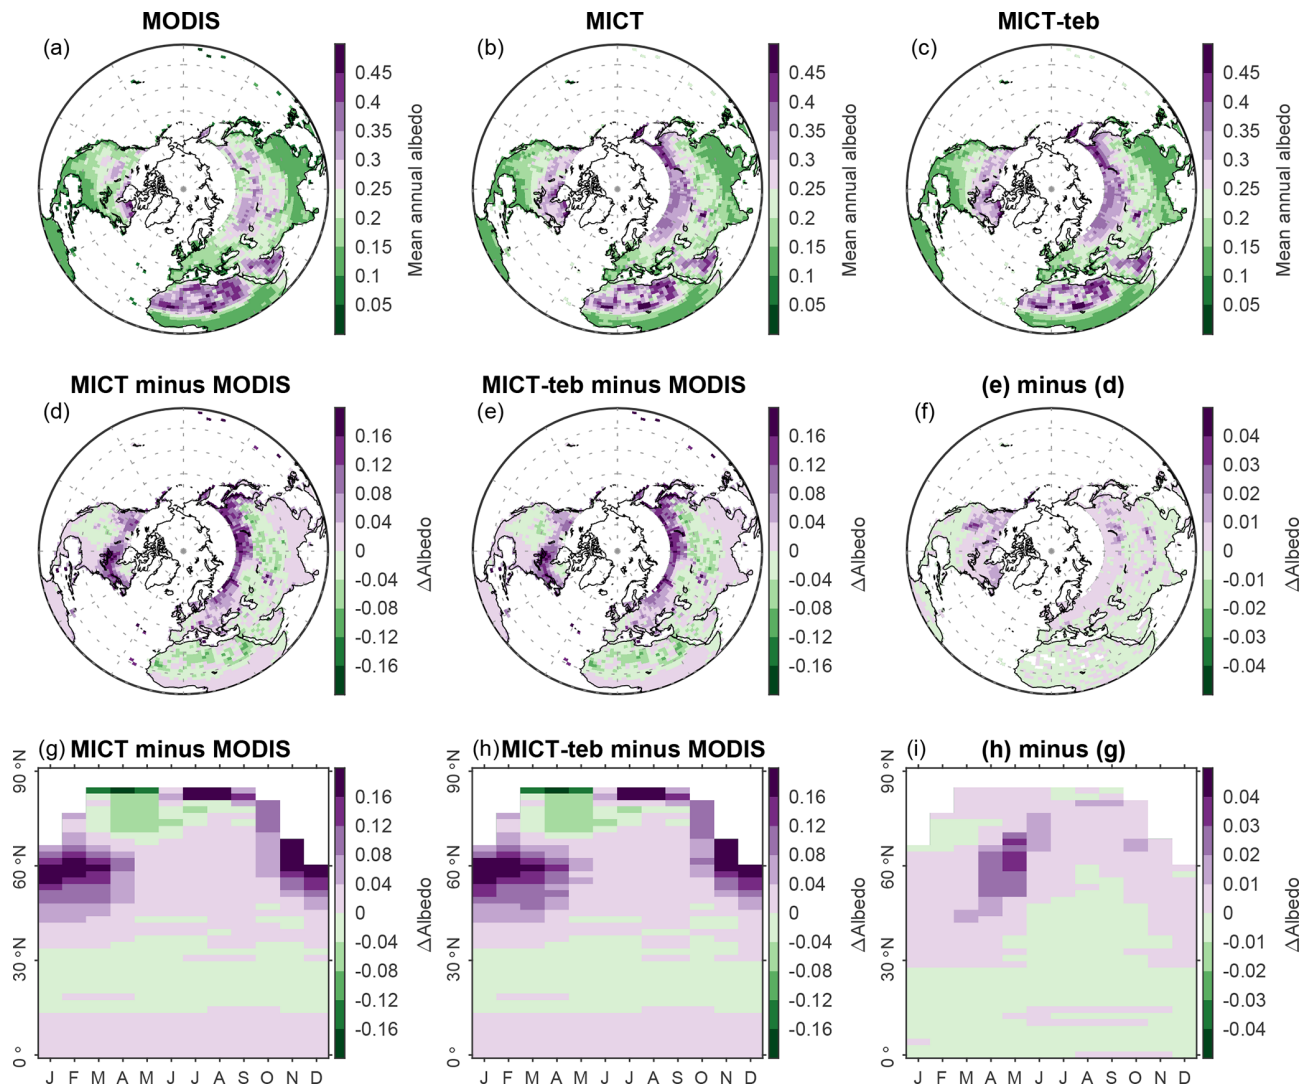 MODIS
MICT
MICT-teb
(a)
(b)
(c)
0.45
0.4
0.35
0.3
0.25
0.2
0.15
0.1
0.05
Mean annual albedo
0.45
0.4
0.35
0.3
0.25
0.2
0.15
0.1
0.05
Mean annual albedo
0.45
0.4
0.35
0.3
0.25
0.2
0.15
0.1
0.05
Mean annual albedo
MICT minus MODIS
MICT-teb minus MODIS
(e) minus (d)
(d)
(e)
(f)
0.16
0.12
0.08
0.04
0
-0.04
-0.08
-0.12
-0.16
ΔAlbedo
0.16
0.12
0.08
0.04
0
-0.04
-0.08
-0.12
-0.16
ΔAlbedo
0.04
0.03
0.02
0.01
0
-0.01
-0.02
-0.03
-0.04
ΔAlbedo
(g) MICT minus MODIS
(h) MICT-teb minus MODIS
(i) (h) minus (g)
90 °N
60 °N
30 °N
0 °
J F M A M J J A S O N D
0.16
0.12
0.08
0.04
0
-0.04
-0.08
-0.12
-0.16
ΔAlbedo
90 °N
60 °N
30 °N
0 °
J F M A M J J A S O N D
0.16
0.12
0.08
0.04
0
-0.04
-0.08
-0.12
-0.16
ΔAlbedo
90 °N
60 °N
30 °N
0 °
J F M A M J J A S O N D
0.04
0.03
0.02
0.01
0
-0.01
-0.02
-0.03
-0.04
ΔAlbedo